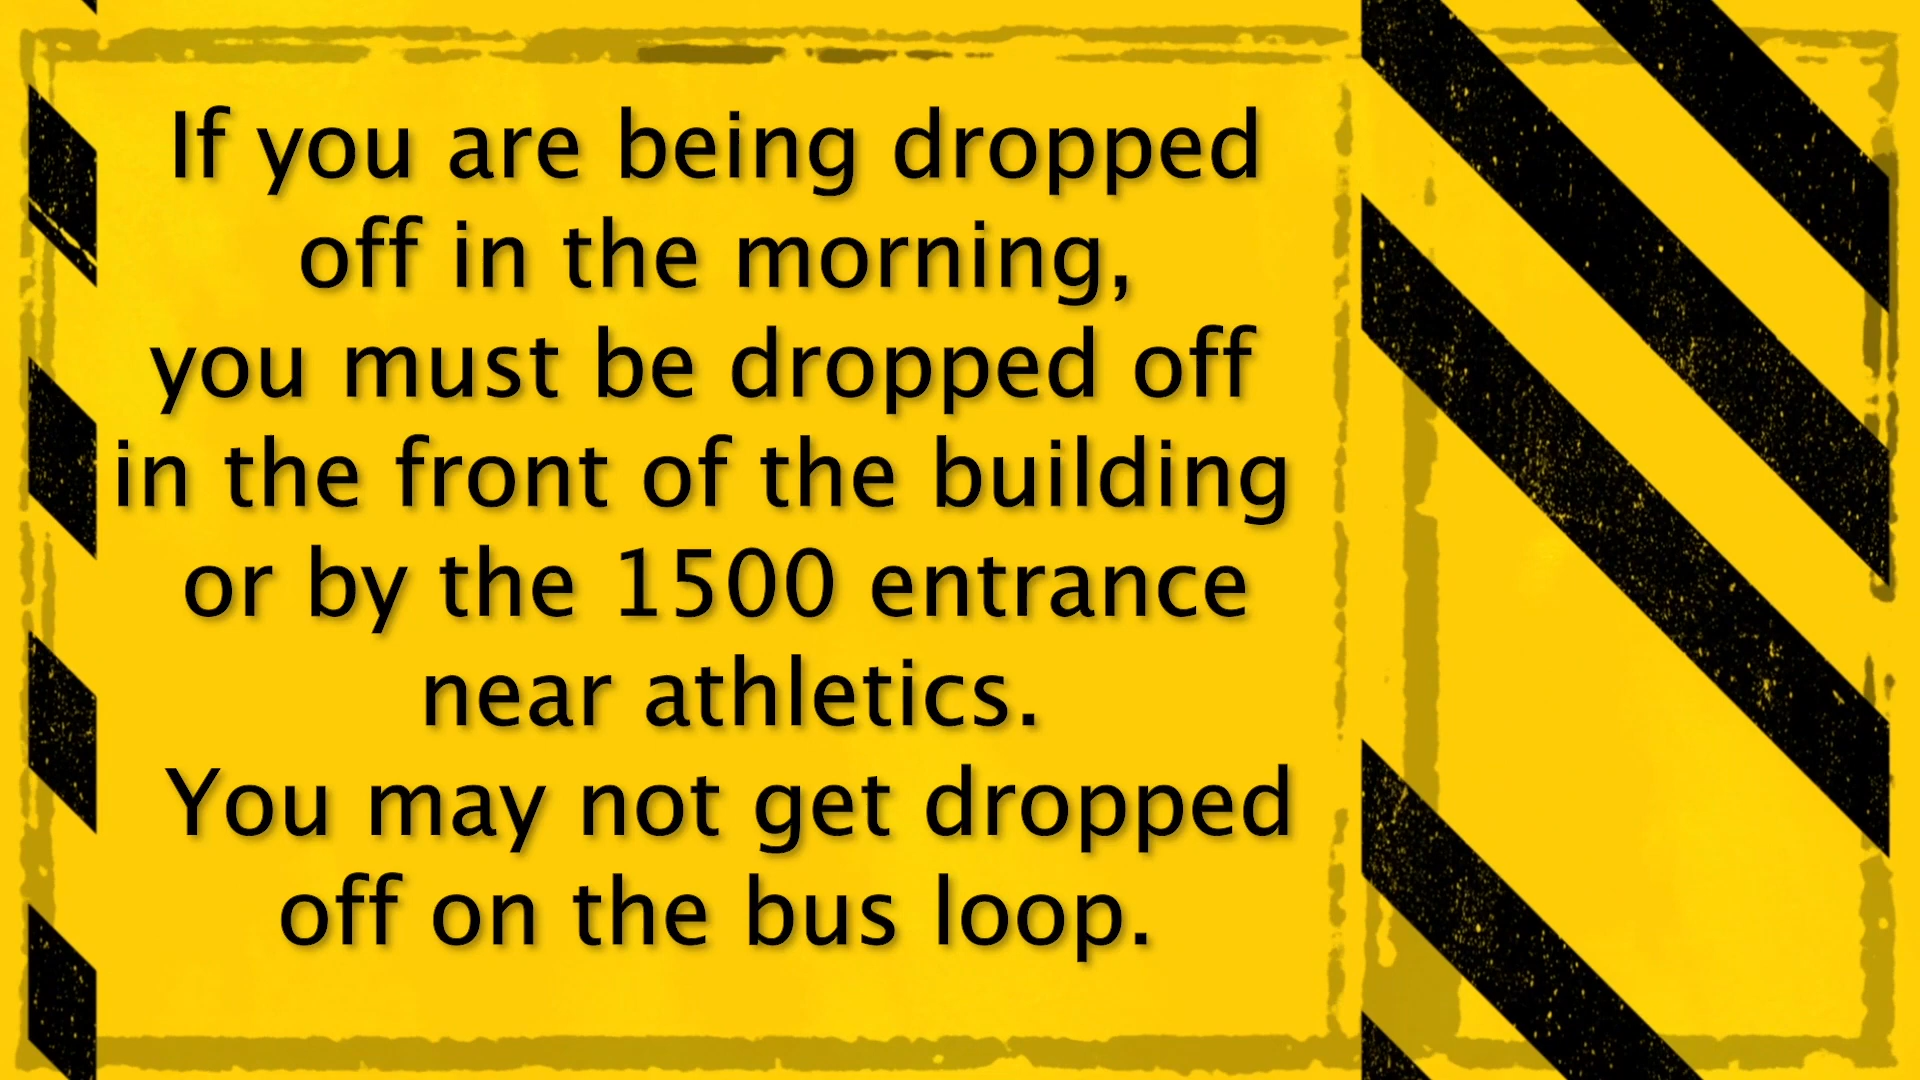 If you are being dropped
off in the morning,
you must be dropped off
in the front of the building
or by the 1500 entrance
near athletics.
You may not get dropped
off on the bus loop.